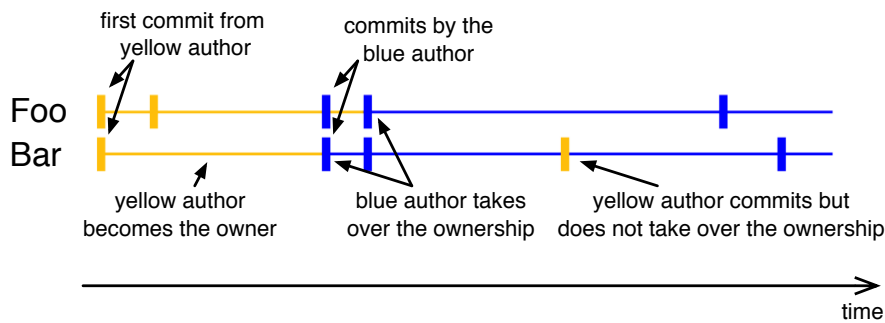 first commit from
yellow author
commits by the
blue author
Foo
Bar
yellow author
becomes the owner
blue author takes
over the ownership
yellow author commits but
does not take over the ownership
time